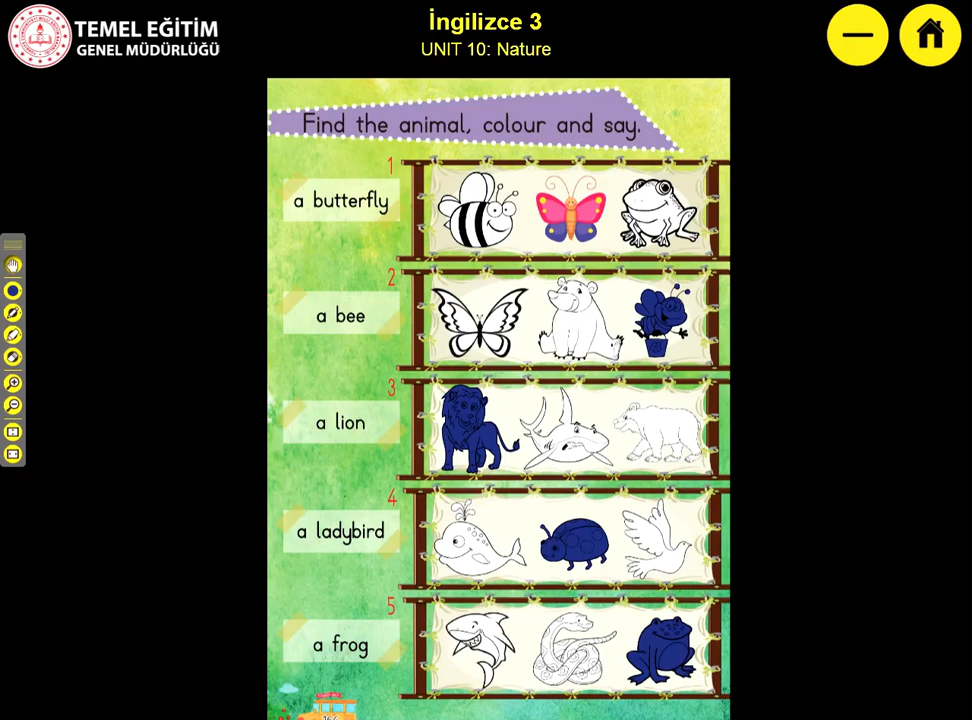 TEMEL EĞİTİM
GENEL MÜDÜRLÜĞÜ
İngilizce 3
UNIT 10: Nature
Find the animal, colour and say.
1
a butterfly
2
a bee
3
a lion
4
a ladybird
5
a frog